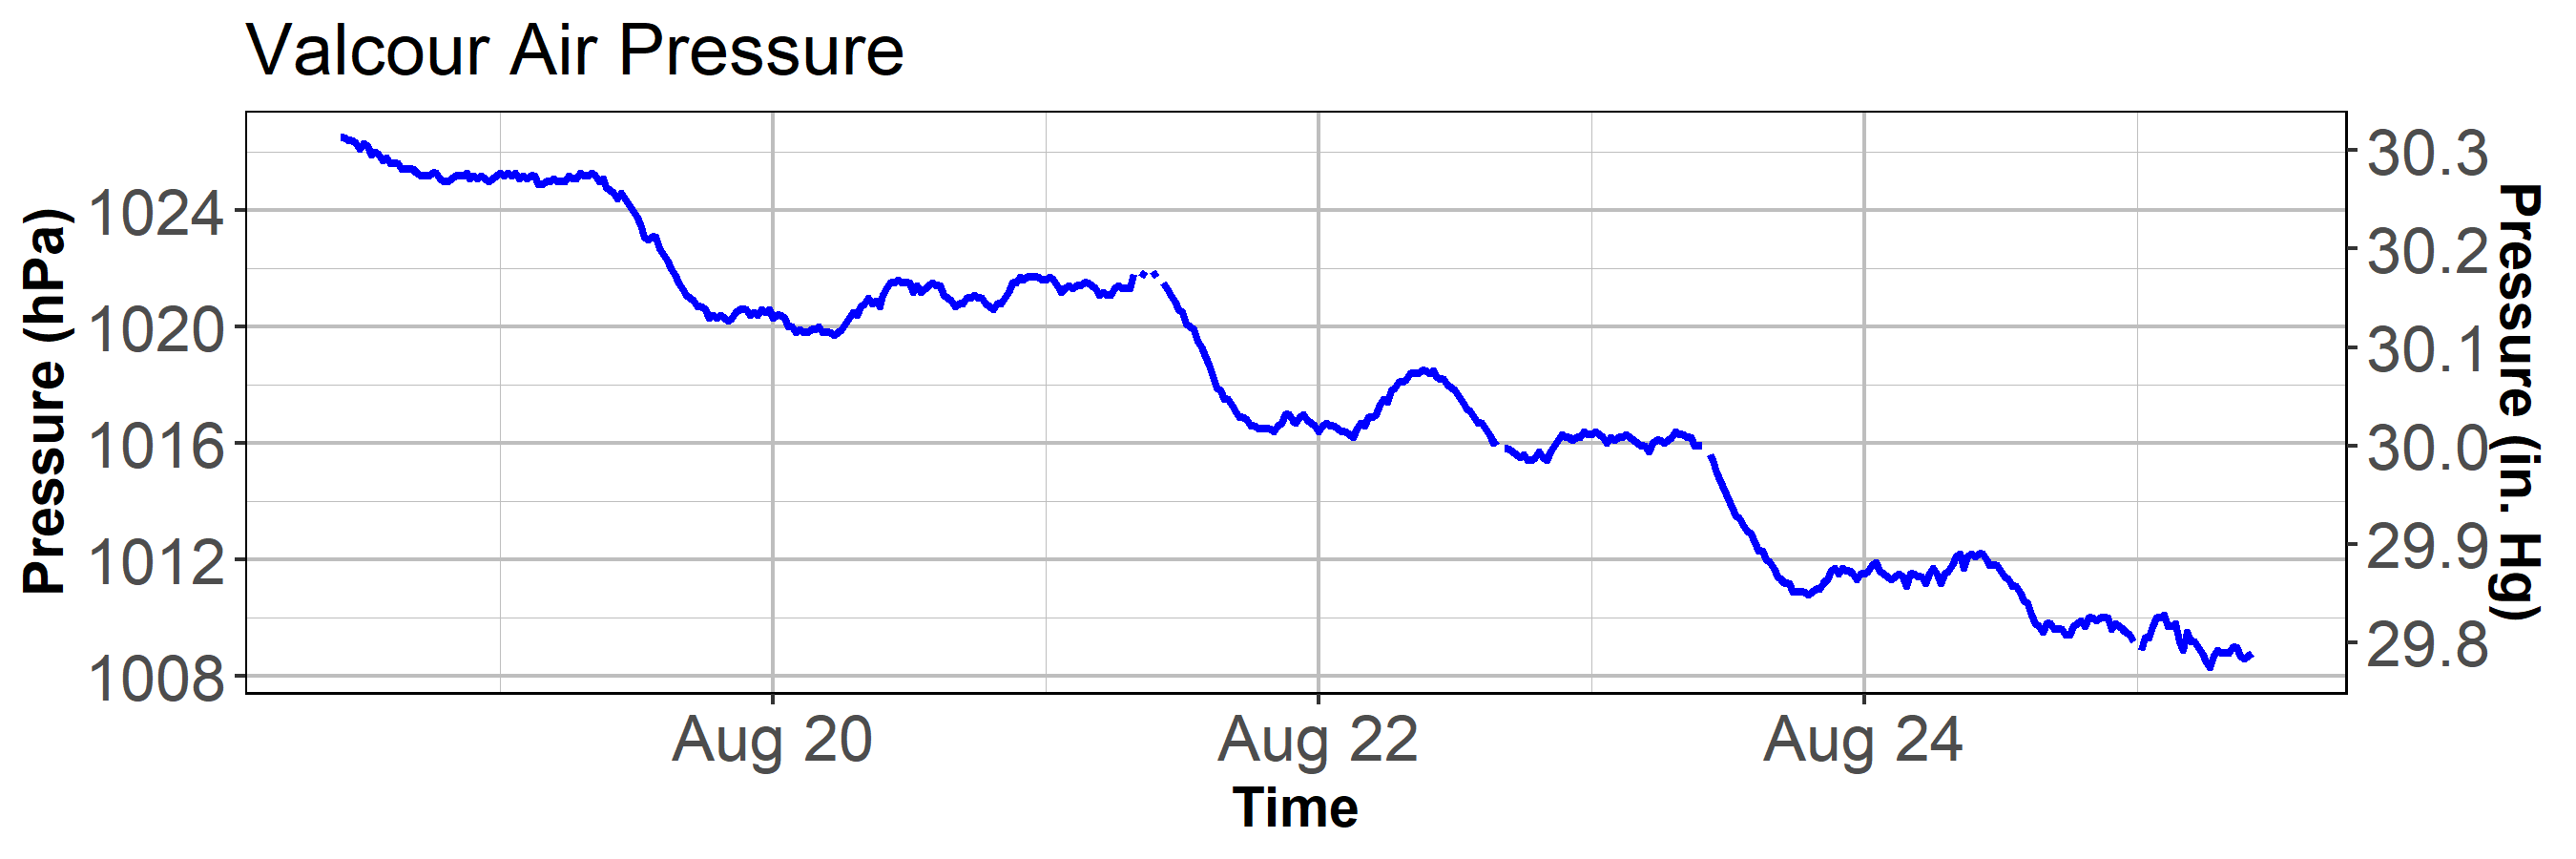 Valcour Air Pressure
Pressure (hPa)
1024
1020
1016
1012
1008
30.3
30.2
30.1
30.0
29.9
29.8
Pressure (in. Hg)
Aug 20 Aug 22 Aug 24
Time